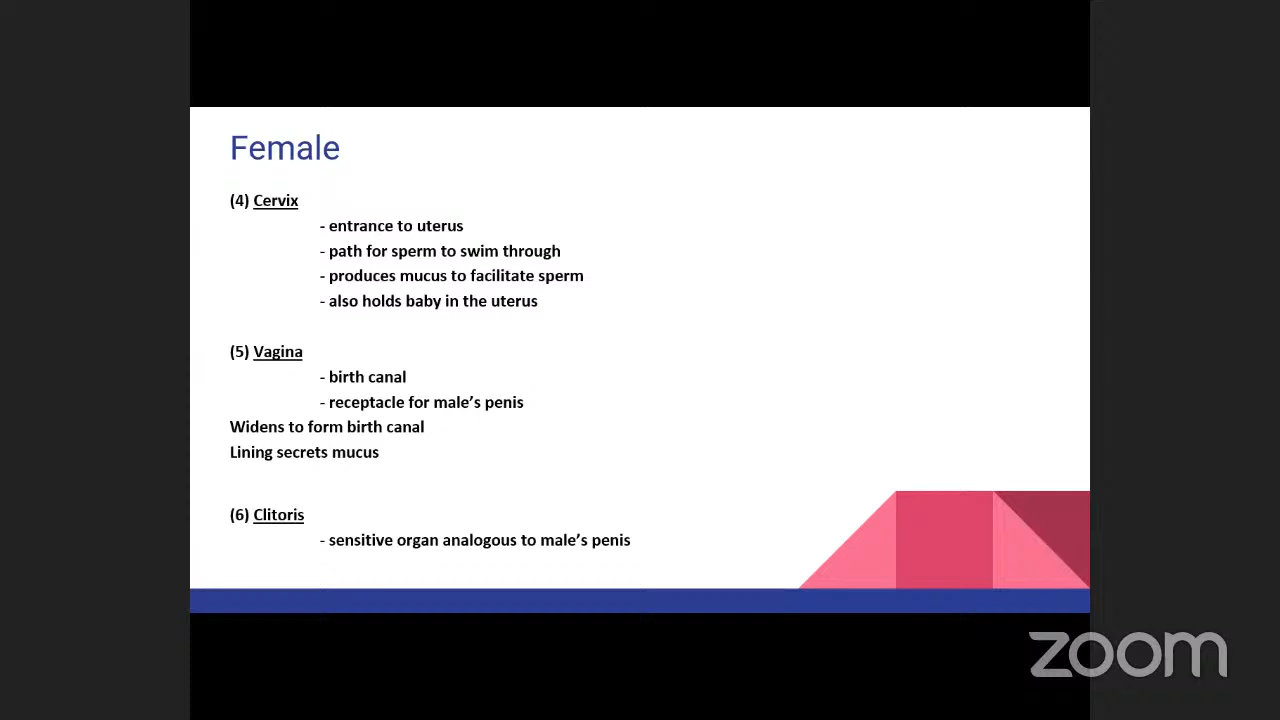 Female
(4) Cervix
- entrance to uterus
- path for sperm to swim through
- produces mucus to facilitate sperm
- also holds baby in the uterus
(5) Vagina
- birth canal
- receptacle for male’s penis
Widens to form birth canal
Lining secrets mucus
(6) Clitoris
- sensitive organ analogous to male’s penis
zoom